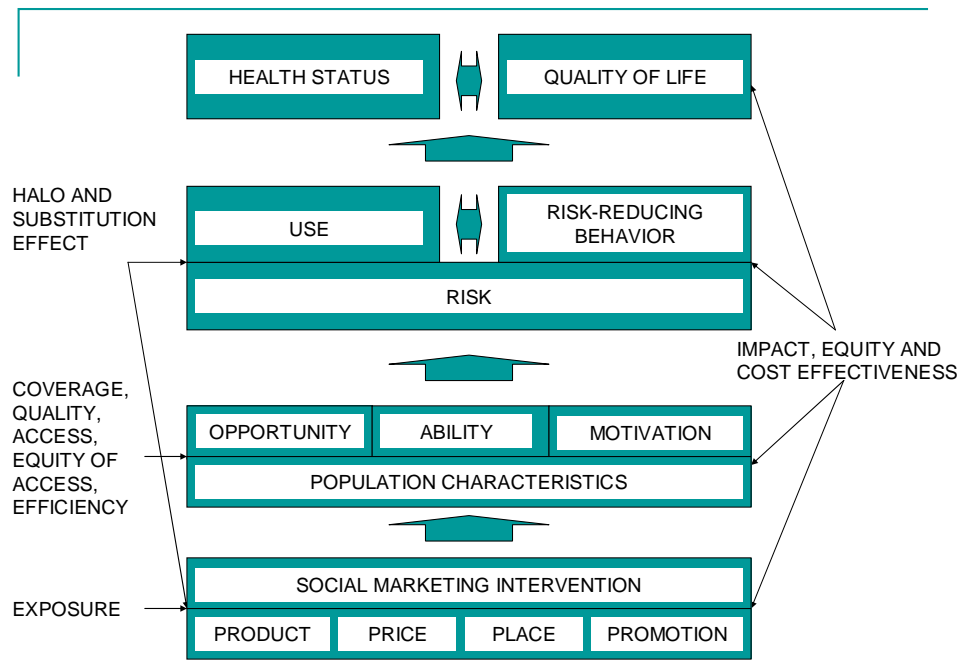 HEALTH STATUS
QUALITY OF LIFE
HALO AND
SUBSTITUTION
EFFECT
USE
RISK-REDUCING
BEHAVIOR
RISK
IMPACT, EQUITY AND
COST EFFECTIVENESS
COVERAGE,
QUALITY,
ACCESS,
EQUITY OF
ACCESS,
EFFICIENCY
OPPORTUNITY
ABILITY
MOTIVATION
POPULATION CHARACTERISTICS
SOCIAL MARKETING INTERVENTION
EXPOSURE
PRODUCT
PRICE
PLACE
PROMOTION